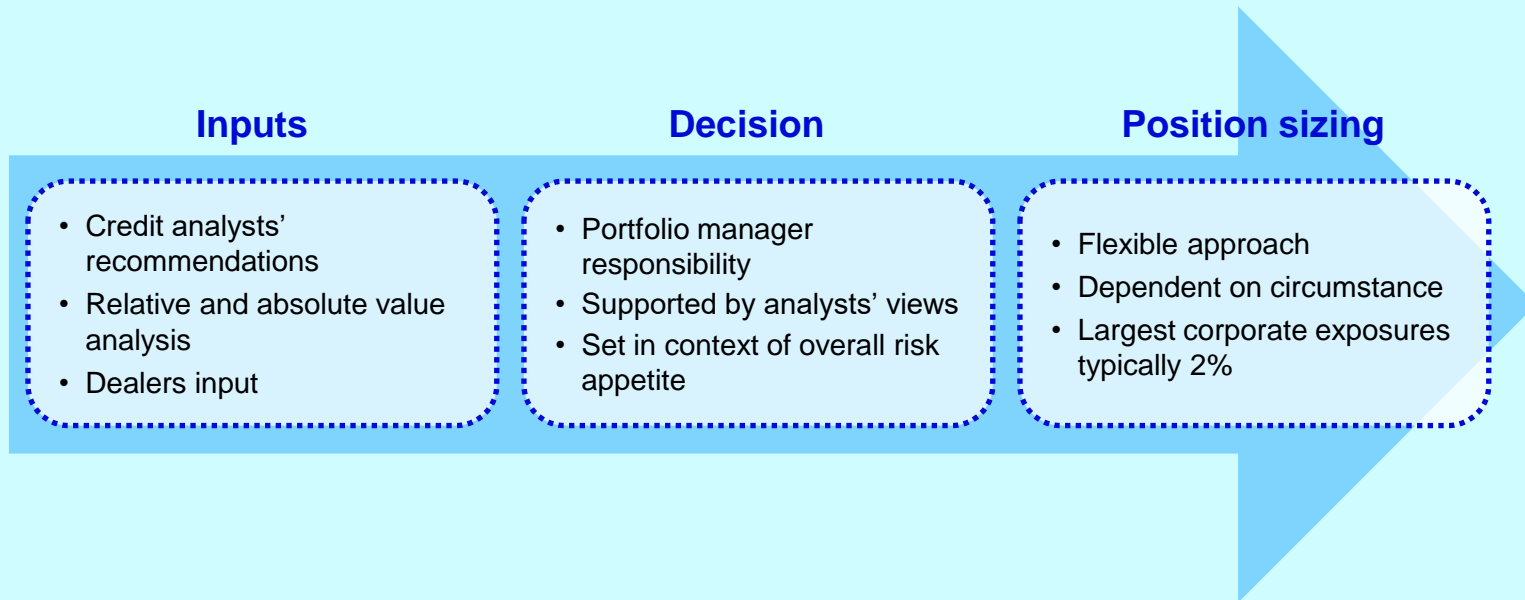 Inputs
• Credit analysts’
recommendations
• Relative and absolute value
analysis
• Dealers input
Decision
• Portfolio manager
responsibility
• Supported by analysts’ views
• Set in context of overall risk
appetite
Position sizing
• Flexible approach
• Dependent on circumstance
• Largest corporate exposures
typically 2%